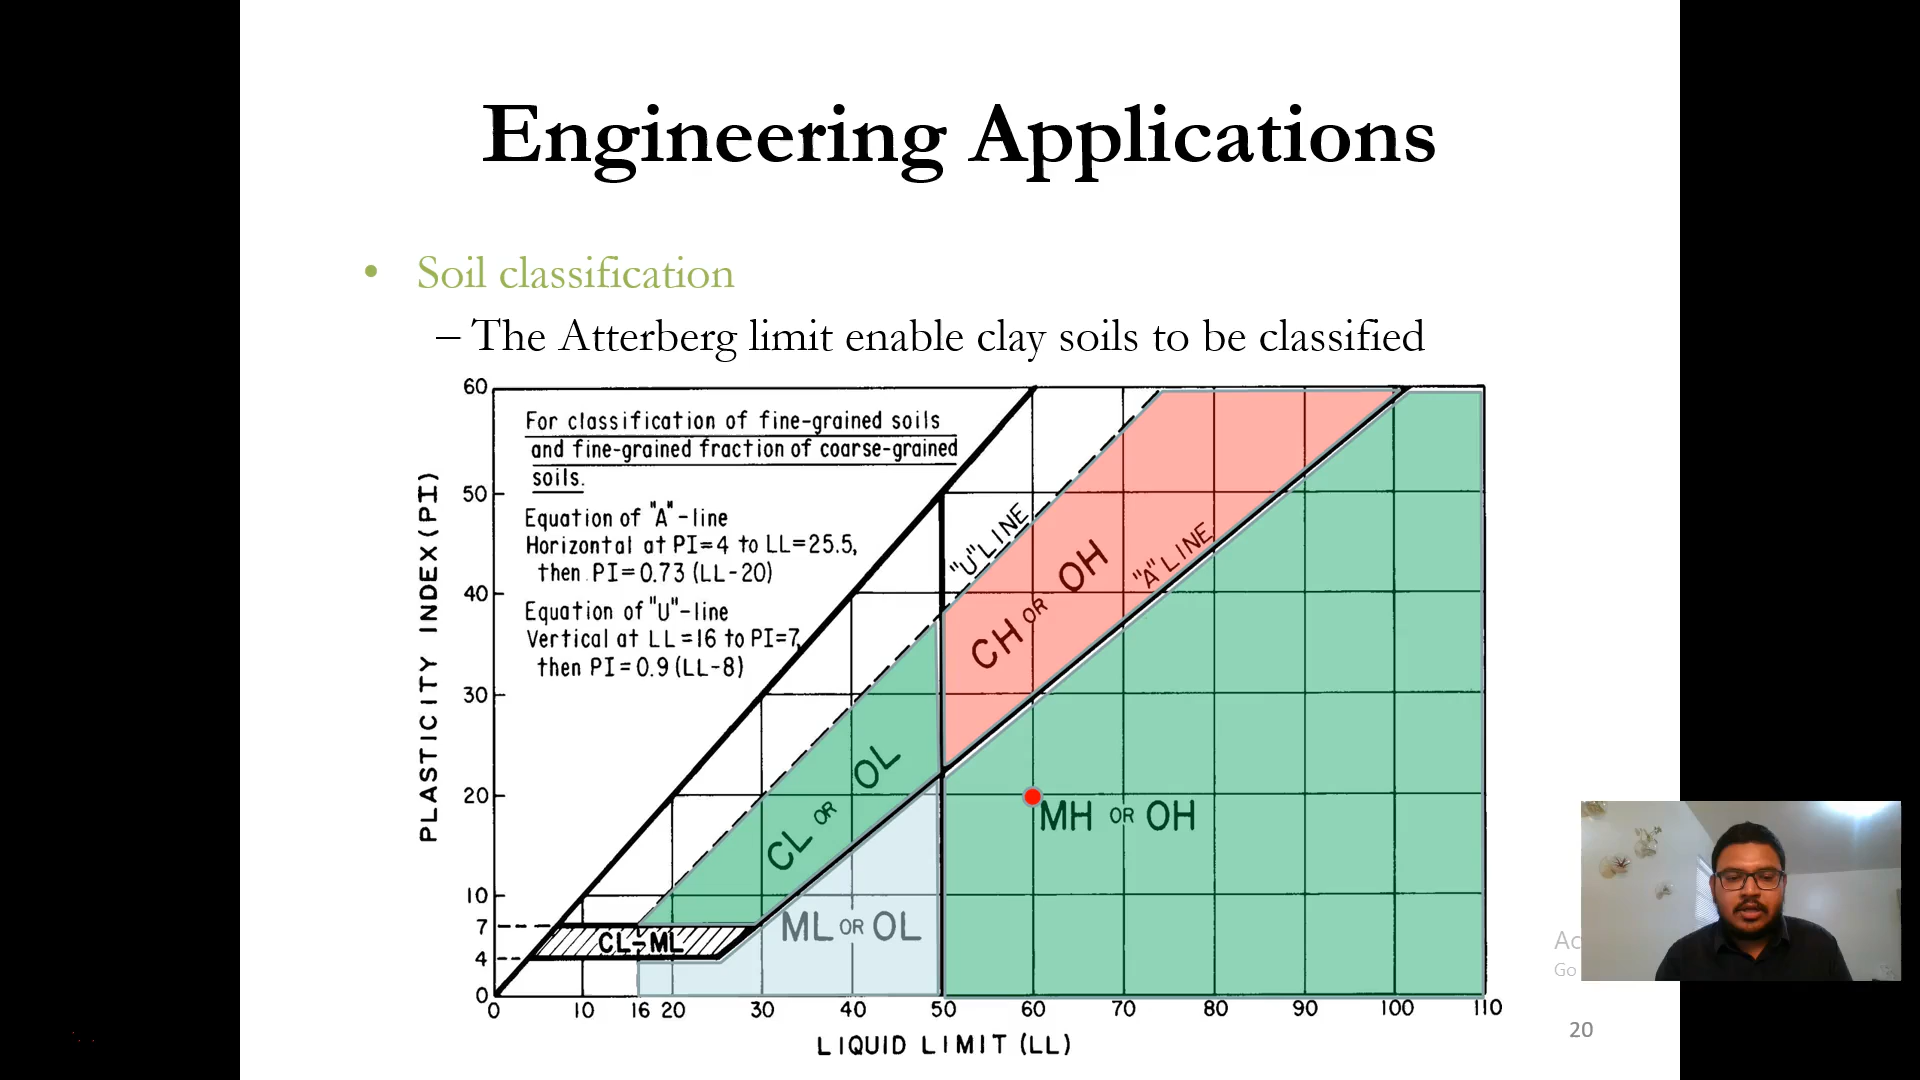 Engineering Applications
• Soil classification
– The Atterberg limit enable clay soils to be classified
60
50
40
30
20
10
7
4
0
PLASTICITY INDEX (PI)
For classification of fine-grained soils
and fine-grained fraction of coarse-grained
soils.
Equation of "A"-line
Horizontal at PI=4 to LL=25.5,
then PI=0.73 (LL-20)
Equation of "U"-line
Vertical at LL=16 to PI=7,
then PI=0.9 (LL-8)
"U" LINE
"A" LINE
CH OR OH
CL OR OL
MH OR OH
ML OR OL
CL-ML
0 10 16 20 30 40 50 60 70 80 90 100 110
LIQUID LIMIT (LL)
Go
20